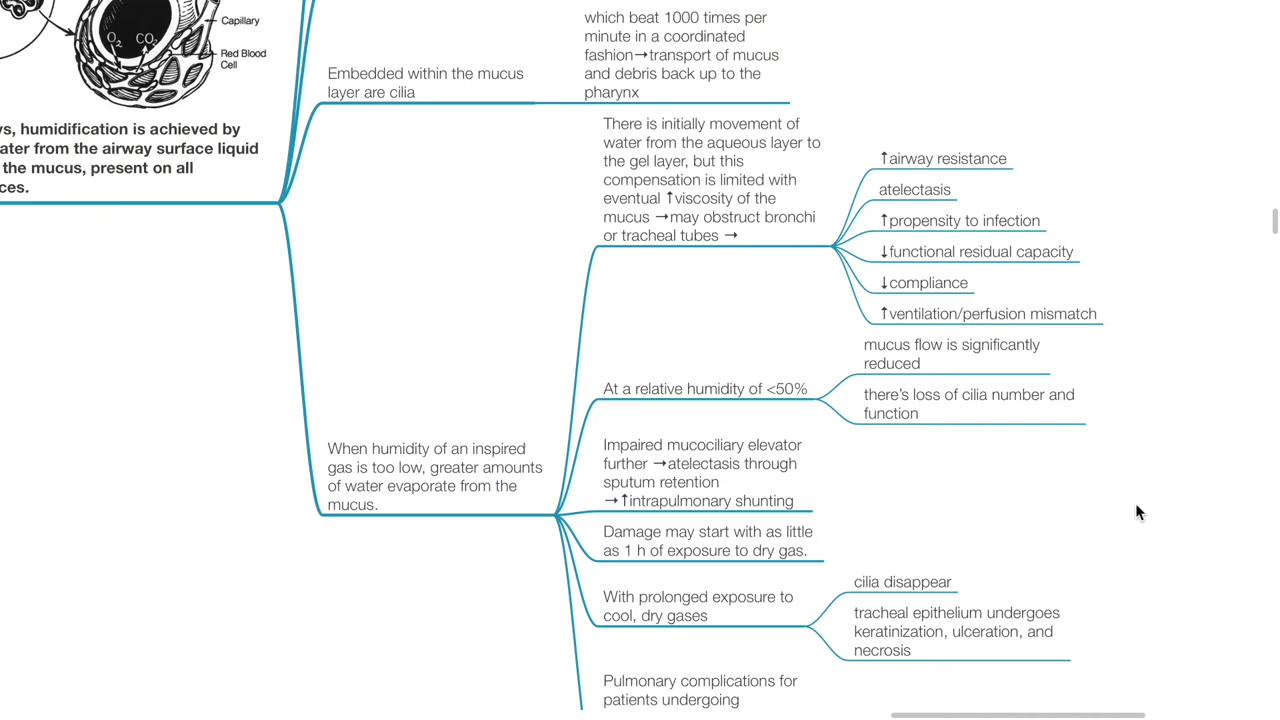 Capillary
O2
CO2
Red Blood
Cell
ys, humidification is achieved by
ater from the airway surface liquid
the mucus, present on all
ces.
Embedded within the mucus
layer are cilia
which beat 1000 times per
minute in a coordinated
fashion→transport of mucus
and debris back up to the
pharynx
When humidity of an inspired
gas is too low, greater amounts
of water evaporate from the
mucus.
There is initially movement of
water from the aqueous layer to
the gel layer, but this
compensation is limited with
eventual ↑viscosity of the
mucus →may obstruct bronchi
or tracheal tubes →
↑airway resistance
atelectasis
↑propensity to infection
↓functional residual capacity
↓compliance
↑ventilation/perfusion mismatch
At a relative humidity of <50%
mucus flow is significantly
reduced
there's loss of cilia number and
function
Impaired mucociliary elevator
further →atelectasis through
sputum retention
→↑intrapulmonary shunting
Damage may start with as little
as 1 h of exposure to dry gas.
With prolonged exposure to
cool, dry gases
cilia disappear
tracheal epithelium undergoes
keratinization, ulceration, and
necrosis
Pulmonary complications for
patients undergoing